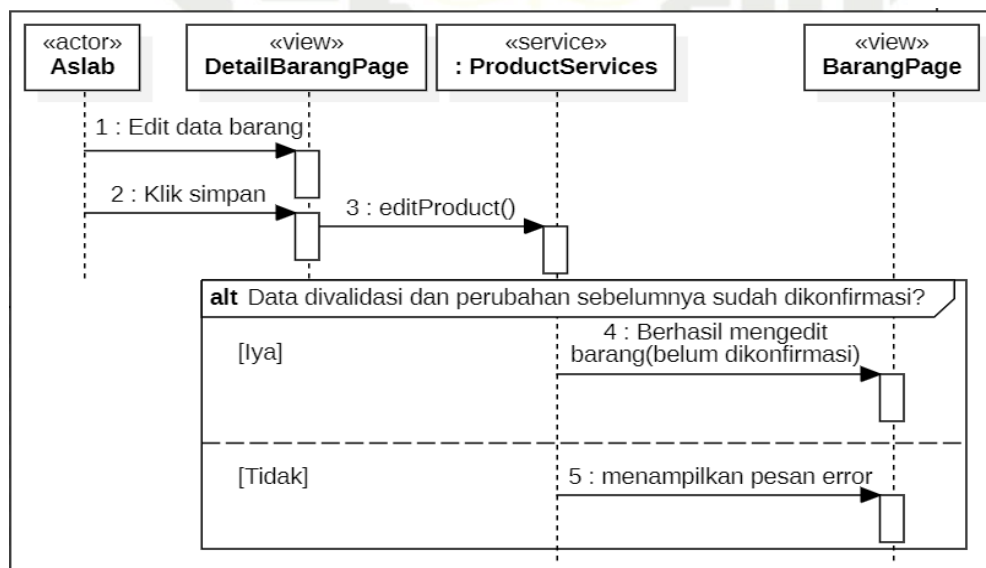 «actor»
Aslab
«view»
DetailBarangPage
«service»
: ProductServices
«view»
BarangPage
1 : Edit data barang
2 : Klik simpan
3 : editProduct()
alt Data divalidasi dan perubahan sebelumnya sudah dikonfirmasi?
[Iya]
4 : Berhasil mengedit
barang(belum dikonfirmasi)
[Tidak]
5 : menampilkan pesan error